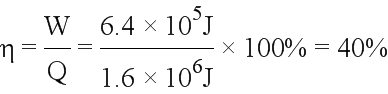 η = W/Q = 6.4 × 10⁵J / 1.6 × 10⁶J × 100% = 40%